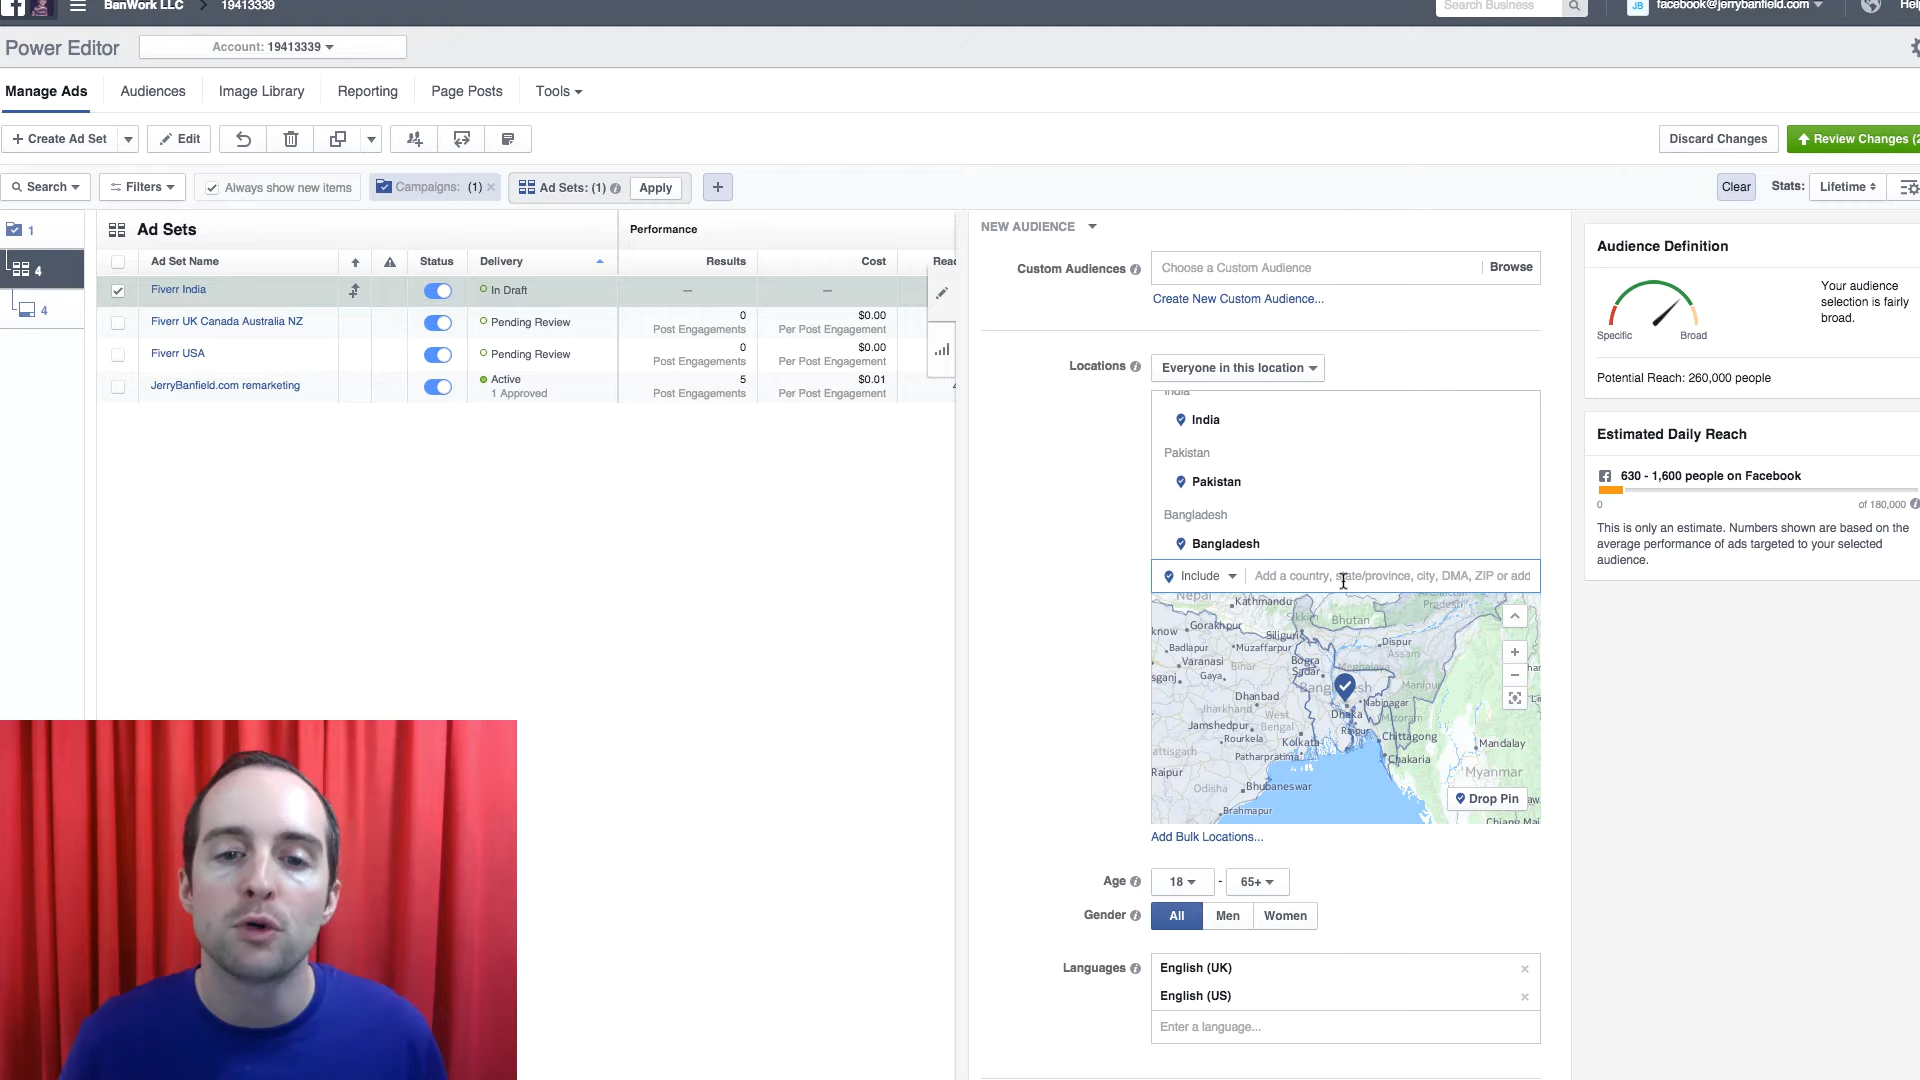 BanWork LLC
19413339
Search Business
JB
facebook@jerrybanfield.com
Help
Power Editor
Account: 19413339
Manage Ads
Audiences
Image Library
Reporting
Page Posts
Tools
+ Create Ad Set
Edit
Discard Changes
Review Changes (2
Search
Filters
Always show new items
Campaigns: (1)
Ad Sets: (1)
Apply
+
Clear
Stats:
Lifetime
1
4
4
Ad Sets
Performance
Ad Set Name
Status
Delivery
Results
Cost
Reac
Fiverr India
In Draft
—
—
Fiverr UK Canada Australia NZ
Pending Review
0
Post Engagements
$0.00
Per Post Engagement
Fiverr USA
Pending Review
0
Post Engagements
$0.00
Per Post Engagement
JerryBanfield.com remarketing
Active
1 Approved
5
Post Engagements
$0.01
Per Post Engagement
NEW AUDIENCE
Custom Audiences
Choose a Custom Audience
Browse
Create New Custom Audience...
Locations
Everyone in this location
India
India
Pakistan
Pakistan
Bangladesh
Bangladesh
Include
Add a country, state/province, city, DMA, ZIP or add
Nepal
Kathmandu
Sikkim
Bhutan
Pradesh
know
Gorakhpur
Siliguri
Dispur
Badlapur
Muzaffarpur
Assam
Varanasi
Bihar
Bogra
Sadar
Meghalaya
sganj
Gaya
Bangladesh
Manipur
Dhanbad
Nabinagar
Jharkhand
West
Dhaka
Mizoram
Jamshedpur
Bengal
Raipur
Rourkela
Kolkata
Chittagong
attisgarh
Patharpratima
Chakaria
Mandalay
Raipur
Odisha
Bhubaneswar
Myanmar
Brahmapur
Drop Pin
Chiang Mai
Add Bulk Locations...
Age
18
-
65+
Gender
All
Men
Women
Languages
English (UK)
English (US)
Enter a language...
Audience Definition
Specific
Broad
Your audience
selection is fairly
broad.
Potential Reach: 260,000 people
Estimated Daily Reach
630 - 1,600 people on Facebook
0
of 180,000
This is only an estimate. Numbers shown are based on the
average performance of ads targeted to your selected
audience.